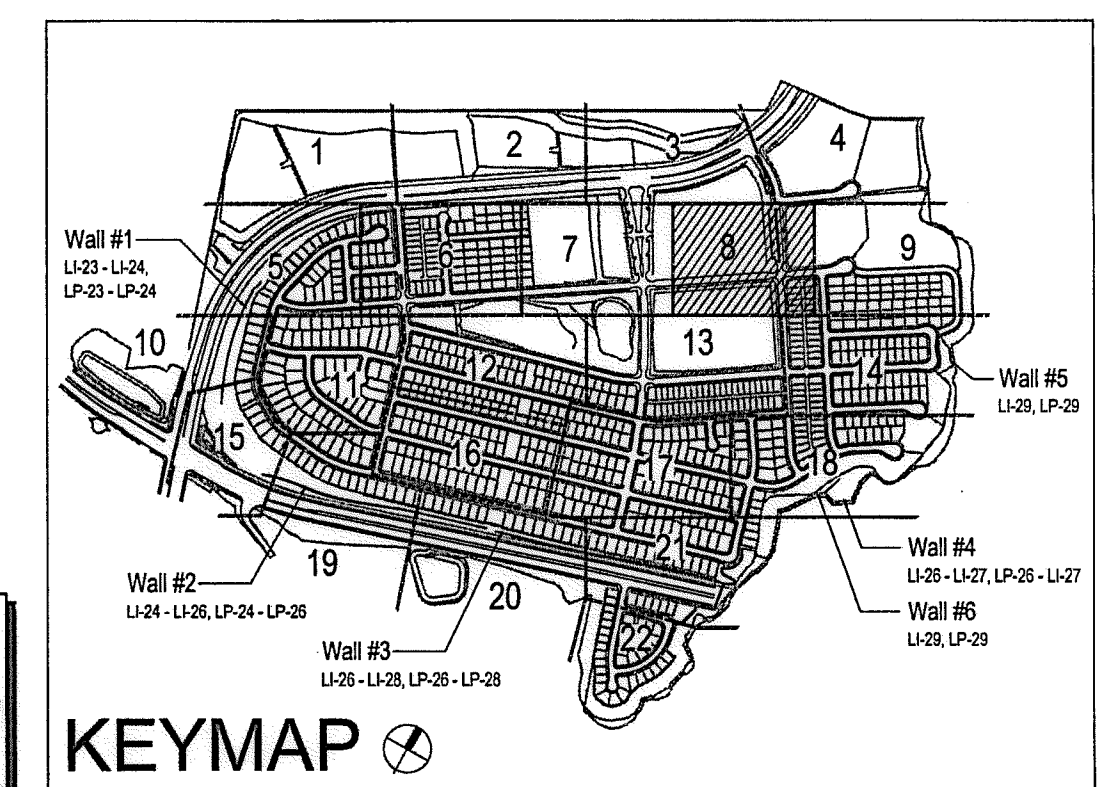 1
2
3
4
Wall #1
LI-23 - LI-24,
LP-23 - LP-24
5
6
7
8
9
10
11
12
13
14
Wall #5
LI-29, LP-29
15
16
17
18
Wall #4
LI-26 - LI-27, LP-26 - LI-27
Wall #2
LI-24 - LI-26, LP-24 - LP-26
19
20
21
Wall #6
LI-29, LP-29
Wall #3
LI-26 - LI-28, LP-26 - LP-28
22
KEYMAP